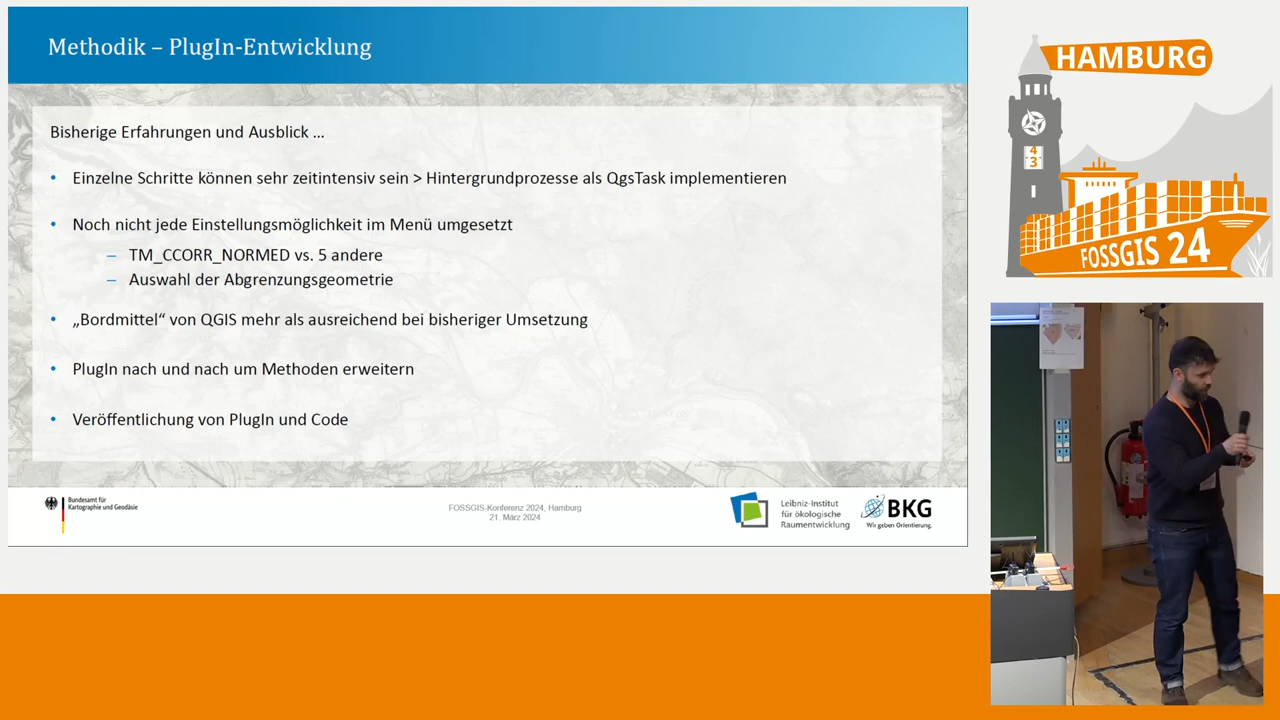 Methodik – PlugIn-Entwicklung
Bisherige Erfahrungen und Ausblick ...
• Einzelne Schritte können sehr zeitintensiv sein > Hintergrundprozesse als QgsTask implementieren
• Noch nicht jede Einstellungsmöglichkeit im Menü umgesetzt
– TM_CCORR_NORMED vs. 5 andere
– Auswahl der Abgrenzungsgeometrie
• „Bordmittel“ von QGIS mehr als ausreichend bei bisheriger Umsetzung
• PlugIn nach und nach um Methoden erweitern
• Veröffentlichung von PlugIn und Code
Bundesamt für
Kartographie und Geodäsie
FOSSGIS-Konferenz 2024, Hamburg
21. März 2024
Leibniz-Institut
für ökologische
Raumentwicklung
BKG
Wir geben Orientierung.
HAMBURG
4
3
FOSSGIS 24